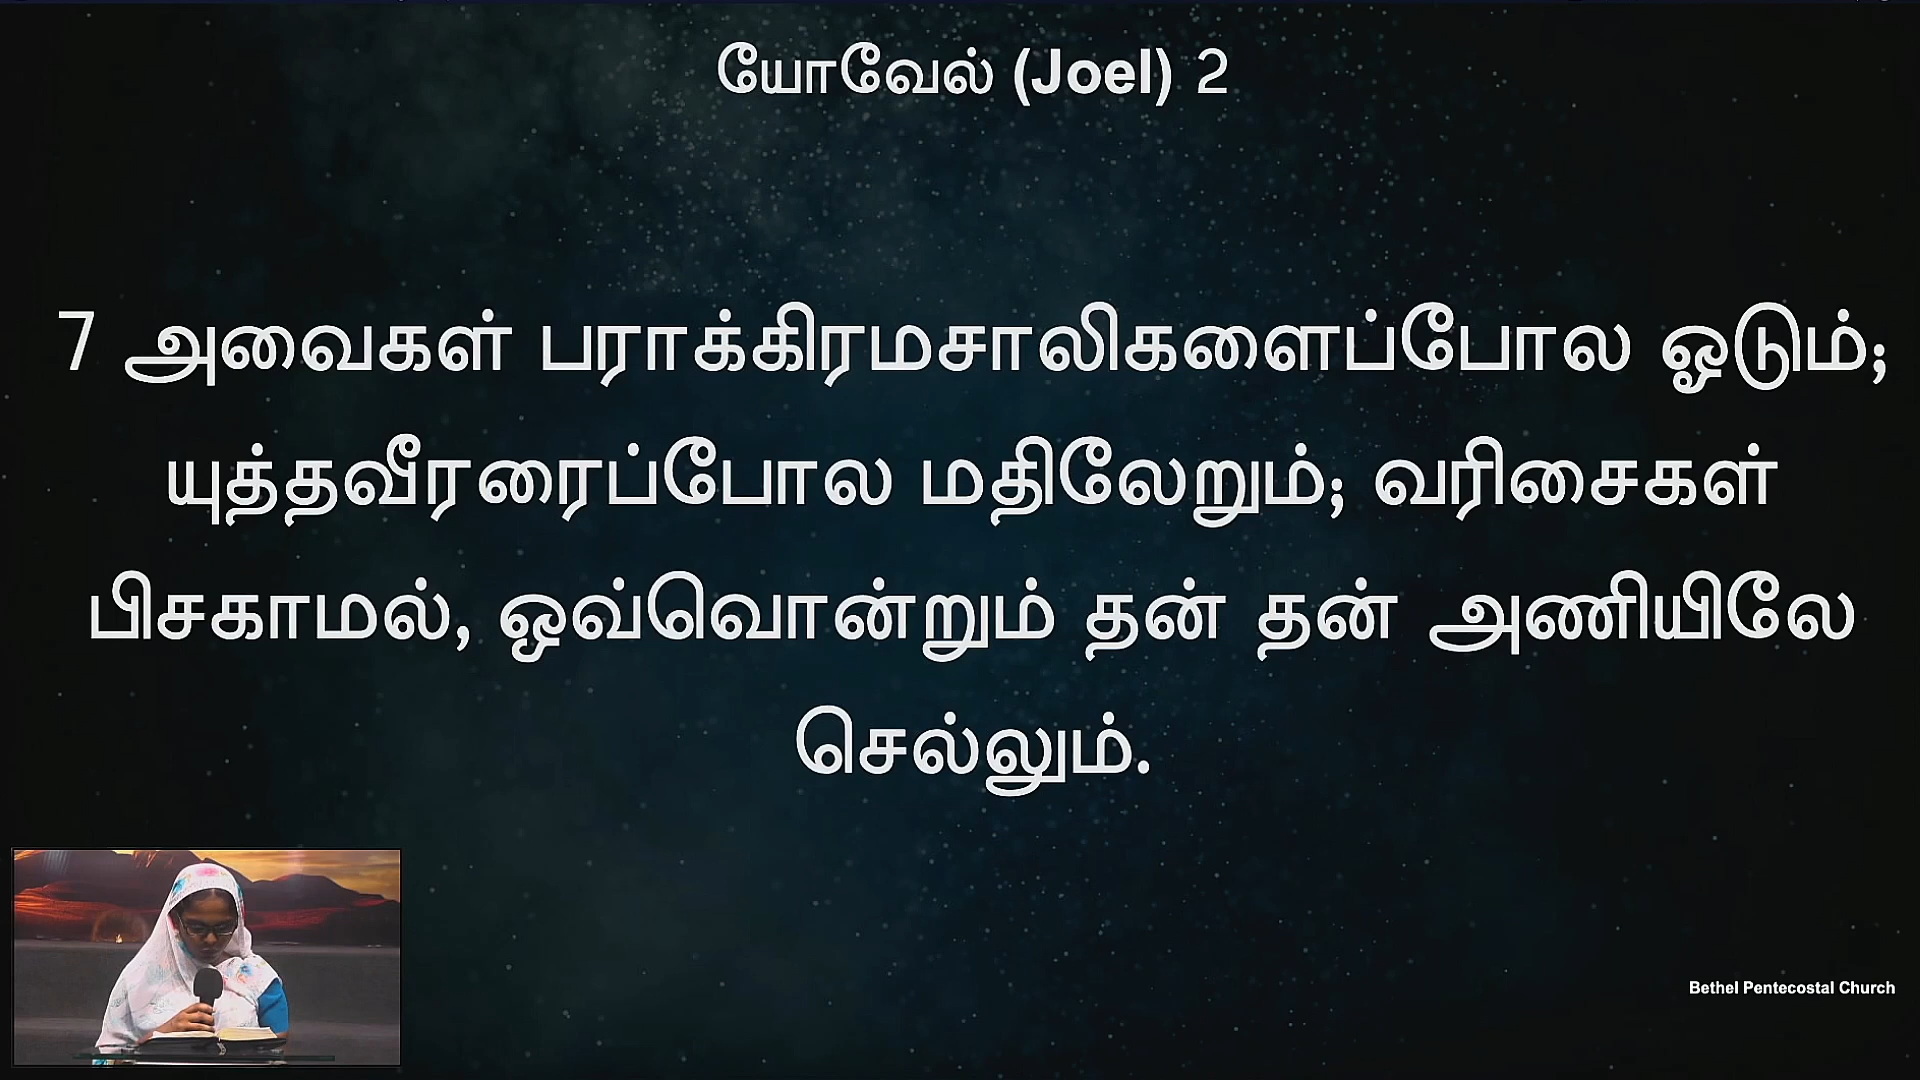 யோவேல் (Joel) 2
7 அவைகள் பராக்கிரமசாலிகளைப்போல ஓடும்;
யுத்தவீரரைப்போல மதிலேறும்; வரிசைகள்
பிசகாமல், ஒவ்வொன்றும் தன் தன் அணியிலே
செல்லும்.
Bethel Pentecostal Church